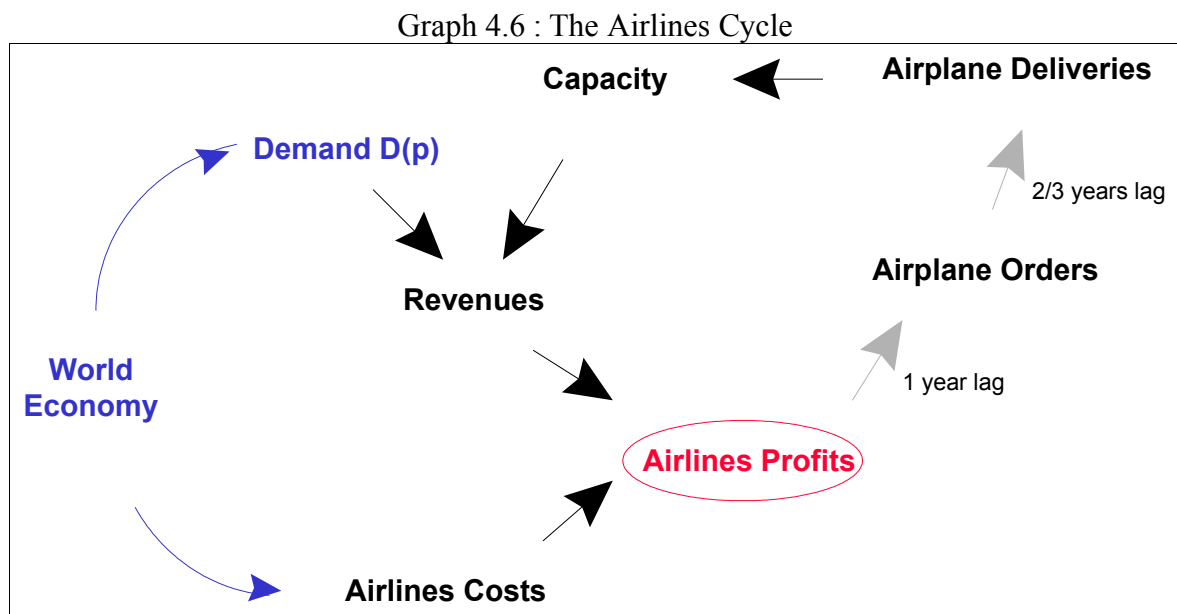 Graph 4.6 : The Airlines Cycle
Capacity
Airplane Deliveries
Demand D(p)
2/3 years lag
Airplane Orders
Revenues
World
Economy
1 year lag
Airlines Profits
Airlines Costs